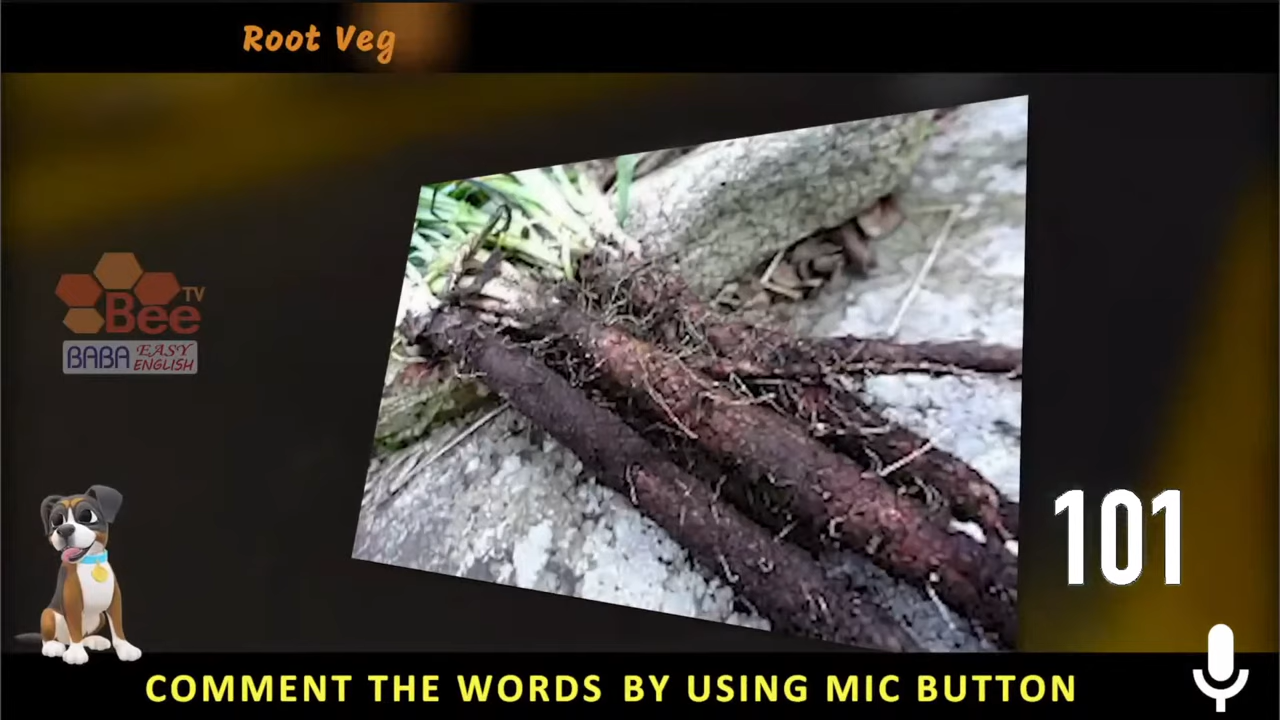 Root Veg
Bee TV
BABA EASY ENGLISH
101
COMMENT THE WORDS BY USING MIC BUTTON